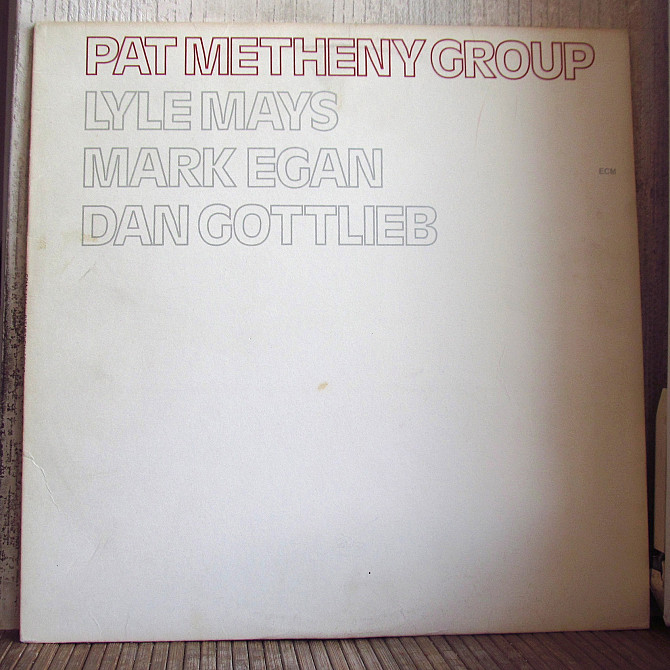 PAT METHENY GROUP
LYLE MAYS
MARK EGAN
DAN GOTTLIEB
ECM